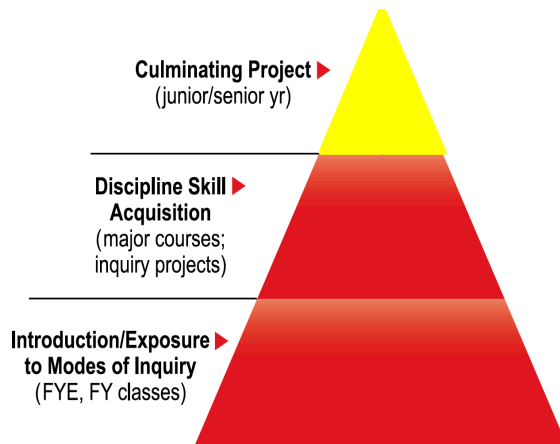 Culminating Project
(junior/senior yr)
Discipline Skill
Acquisition
(major courses;
inquiry projects)
Introduction/Exposure
to Modes of Inquiry
(FYE, FY classes)